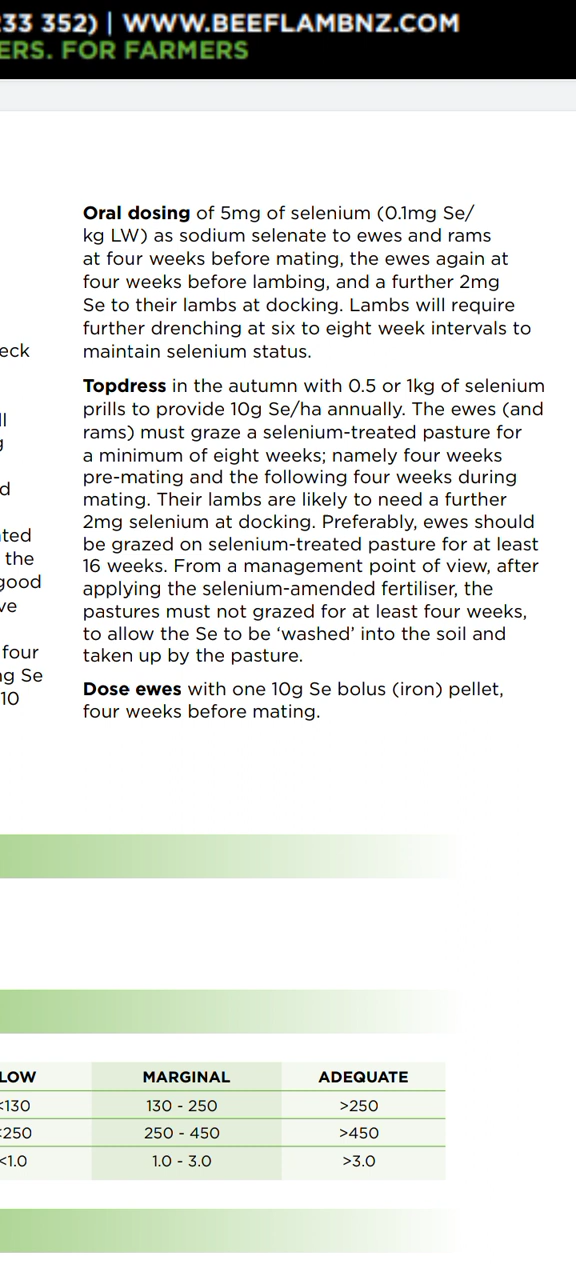 233 352) | WWW.BEEFLAMBNZ.COM
ERS. FOR FARMERS
Oral dosing of 5mg of selenium (0.1mg Se/
kg LW) as sodium selenate to ewes and rams
at four weeks before mating, the ewes again at
four weeks before lambing, and a further 2mg
Se to their lambs at docking. Lambs will require
further drenching at six to eight week intervals to
maintain selenium status.
Topdress in the autumn with 0.5 or 1kg of selenium
prills to provide 10g Se/ha annually. The ewes (and
rams) must graze a selenium-treated pasture for
a minimum of eight weeks; namely four weeks
pre-mating and the following four weeks during
mating. Their lambs are likely to need a further
2mg selenium at docking. Preferably, ewes should
be grazed on selenium-treated pasture for at least
16 weeks. From a management point of view, after
applying the selenium-amended fertiliser, the
pastures must not grazed for at least four weeks,
to allow the Se to be ‘washed’ into the soil and
taken up by the pasture.
Dose ewes with one 10g Se bolus (iron) pellet,
four weeks before mating.
eck
d
ted
the
good
ve
four
g Se
10
LOW MARGINAL ADEQUATE
<130 130 - 250 >250
<250 250 - 450 >450
<1.0 1.0 - 3.0 >3.0